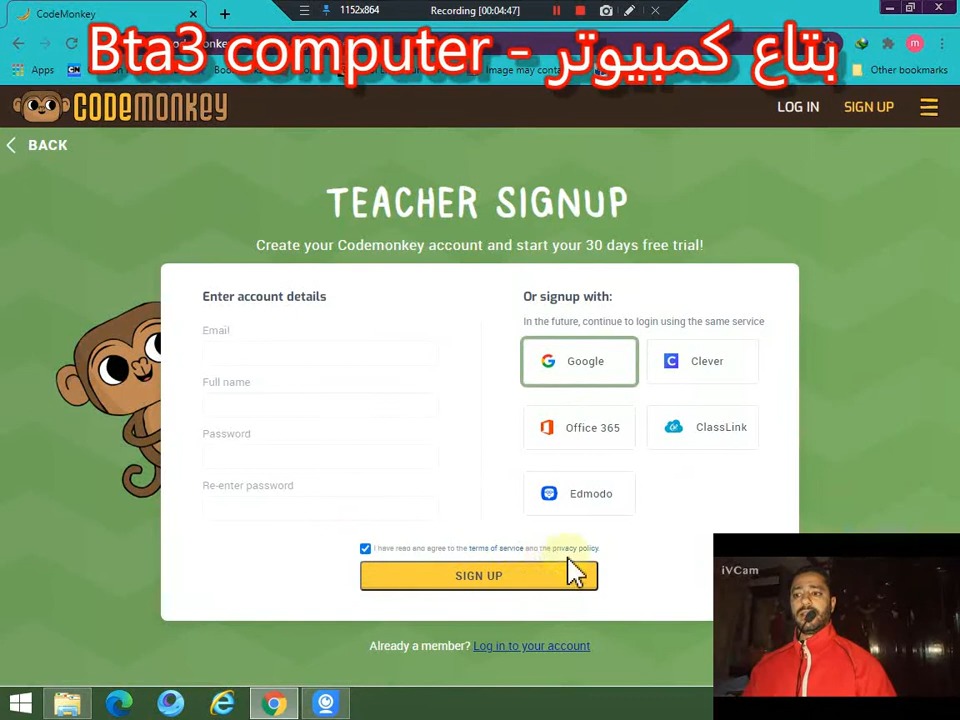 CodeMonkey
1152x864
Recording [00:04:47]
Bta3 computer - بتاع كمبيوتر
Apps
Image may
Other bookmarks
CODEMONKEY
LOG IN
SIGN UP
BACK
TEACHER SIGNUP
Create your Codemonkey account and start your 30 days free trial!
Enter account details
Email
Full name
Password
Re-enter password
Or signup with:
In the future, continue to login using the same service
Google
Clever
Office 365
ClassLink
Edmodo
I have read and agree to the terms of service and the privacy policy.
SIGN UP
Already a member? Log in to your account
iVCam